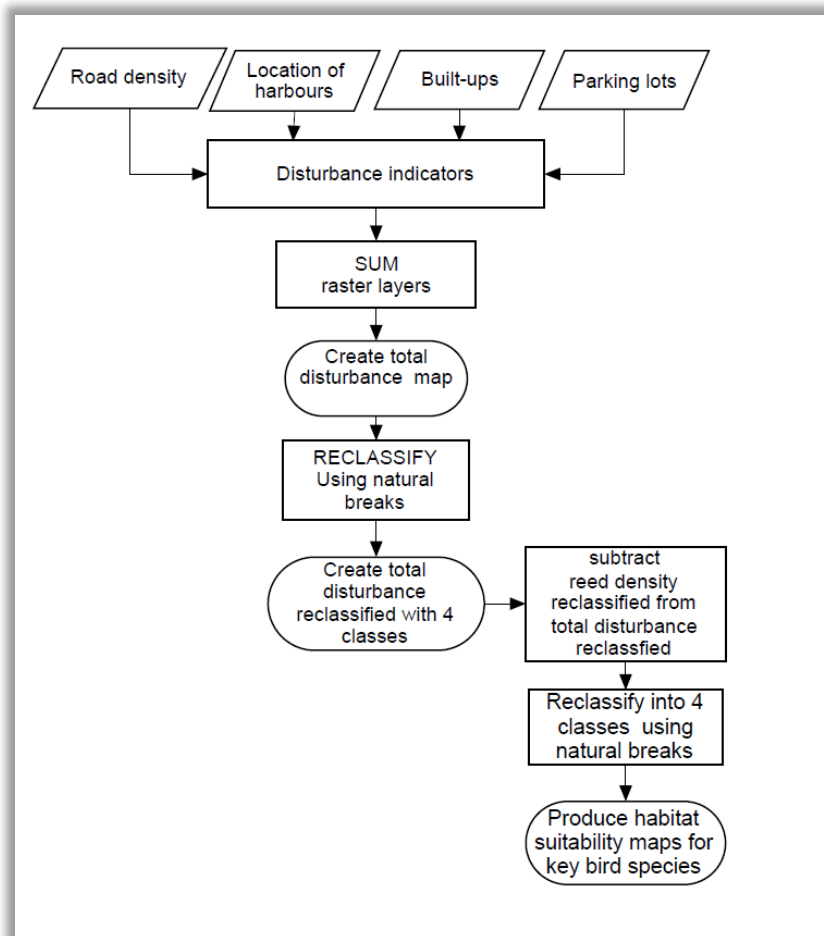 Road density
Location of
harbours
Built-ups
Parking lots
Disturbance indicators
SUM
raster layers
Create total
disturbance map
RECLASSIFY
Using natural
breaks
Create total
disturbance
reclassified with 4
classes
subtract
reed density
reclassified from
total disturbance
reclassfied
Reclassify into 4
classes using
natural breaks
Produce habitat
suitability maps for
key bird species